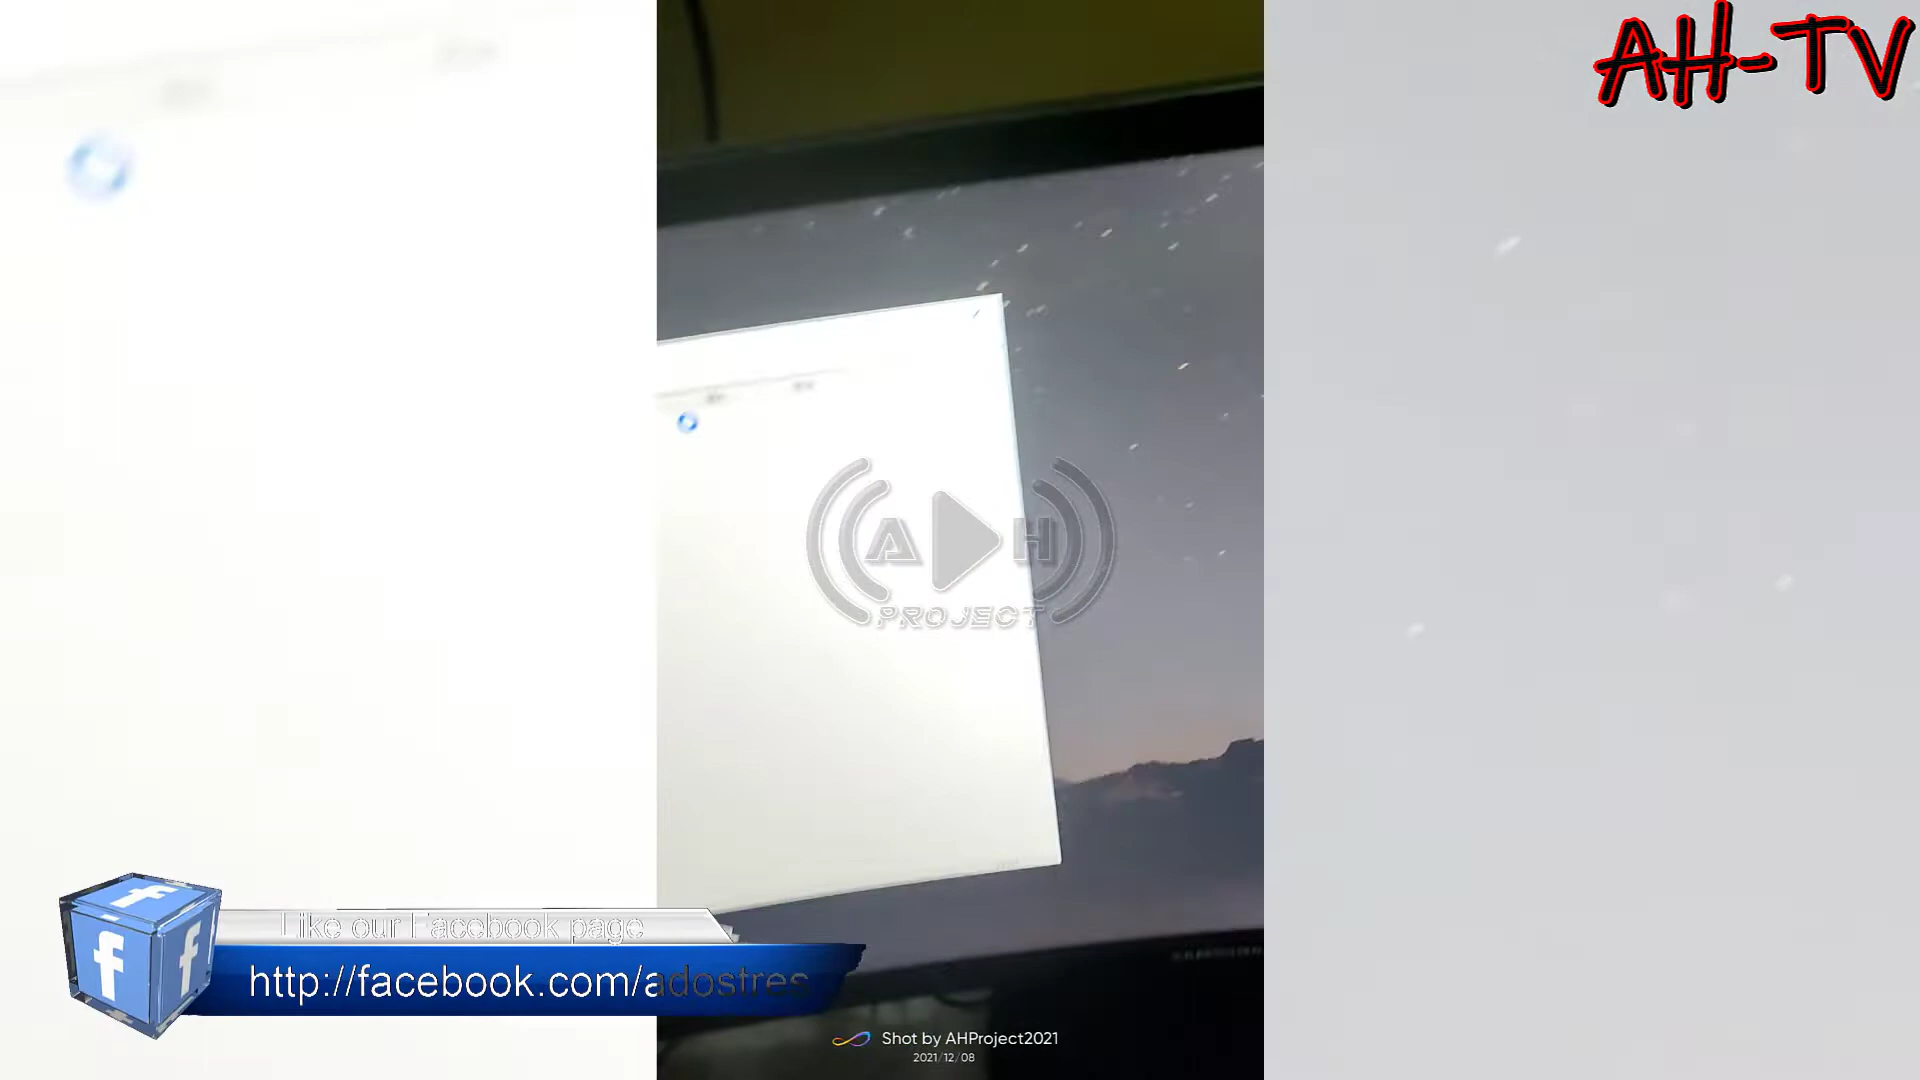 AH-TV
A H
PROJECT
Like our Facebook page
http://facebook.com/adostres
Shot by AHProject2021
2021/12/08